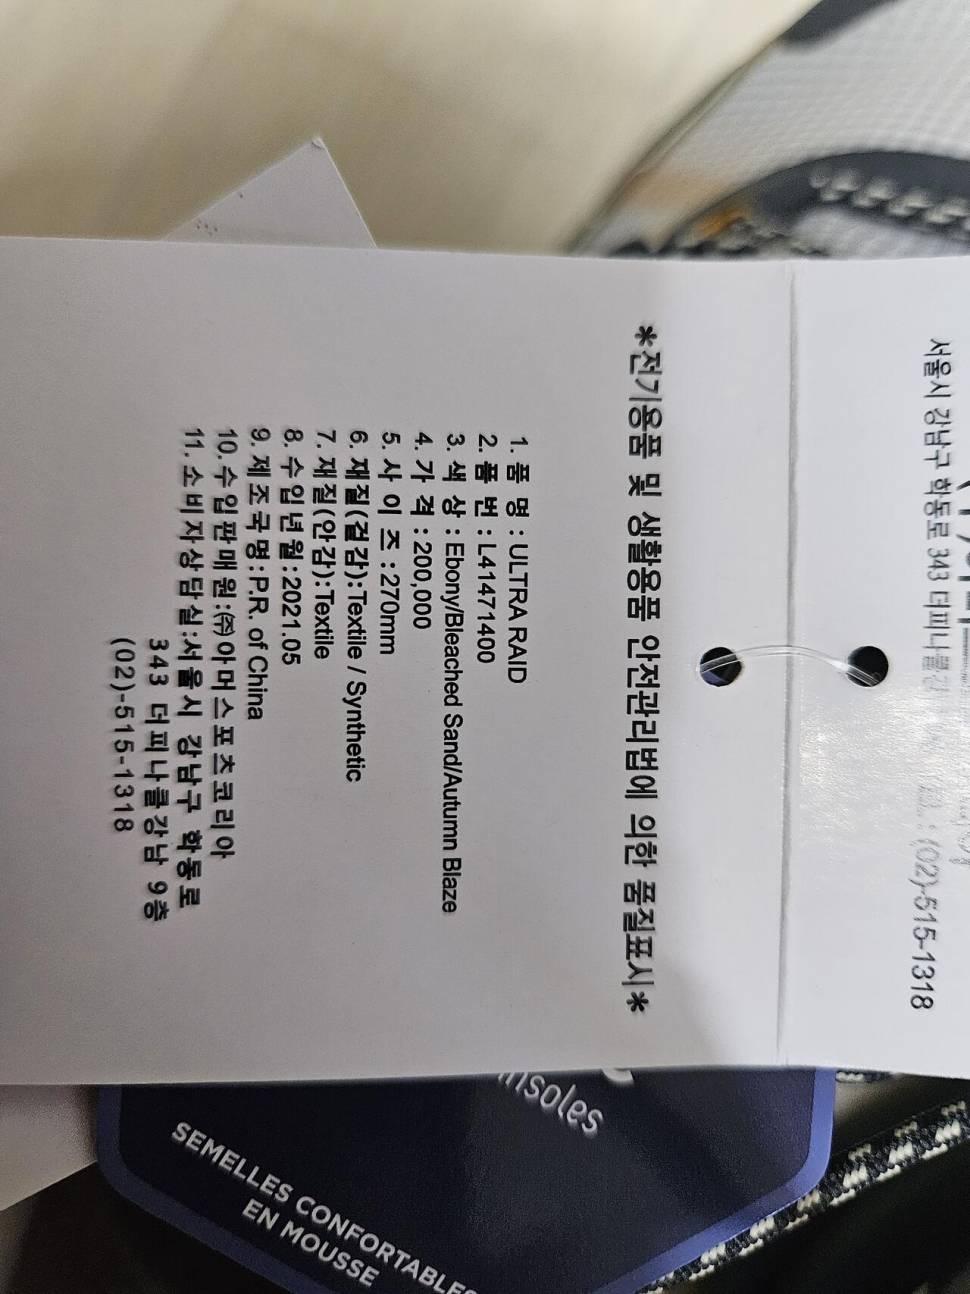 *전기용품 및 생활용품 안전관리법에 의한 품질표시*
1. 품 명 : ULTRA RAID
2. 품 번 : L41471400
3. 색 상 : Ebony/Bleached Sand/Autumn Blaze
4. 가 격 : 200,000
5. 사 이 즈 : 270mm
6. 재질(겉감):Textile / Synthetic
7. 재질(안감):Textile
8. 수입년월:2021.05
9. 제조국명:P.R. of China
10. 수입판매원:㈜아머스포츠코리아
11. 소비자상담실:서울시 강남구 학동로
343 더피나클강남 9층
(02)-515-1318
서울시 강남구 학동로 343 더피나클강
: (02)-515-1318
insoles
SEMELLES CONFORTABLES
EN MOUSSE